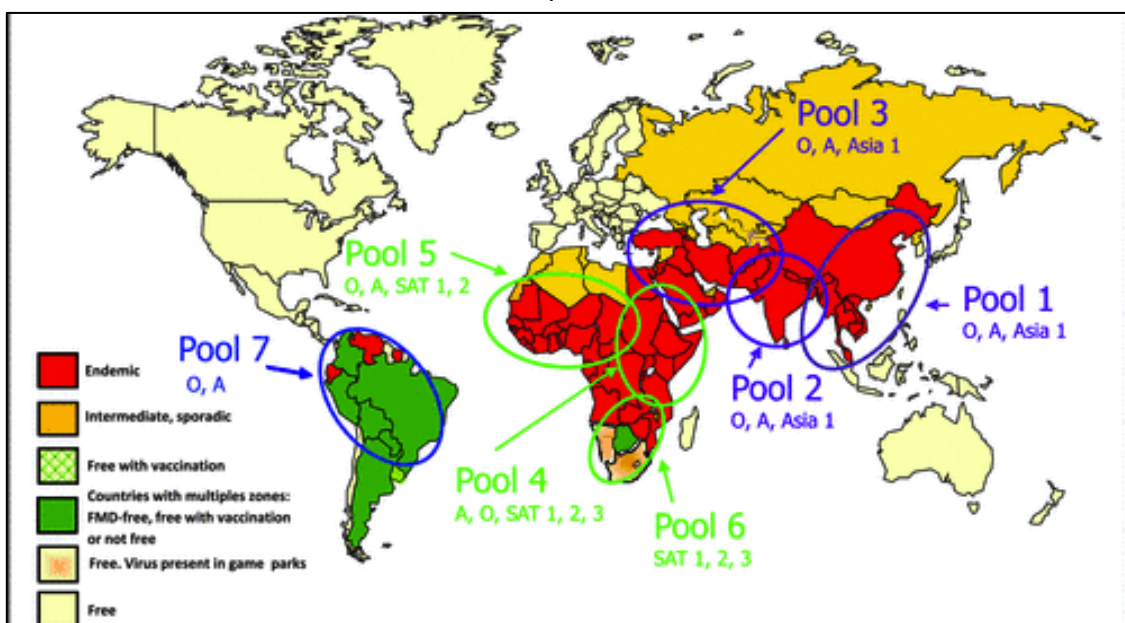 Pool 3
O, A, Asia 1
Pool 5
O, A, SAT 1, 2
Pool 1
O, A, Asia 1
Pool 7
O, A
Pool 2
O, A, Asia 1
Pool 4
A, O, SAT 1, 2, 3
Pool 6
SAT 1, 2, 3
Endemic
Intermediate, sporadic
Free with vaccination
Countries with multiples zones:
FMD-free, free with vaccination
or not free
Free. Virus present in game parks
Free